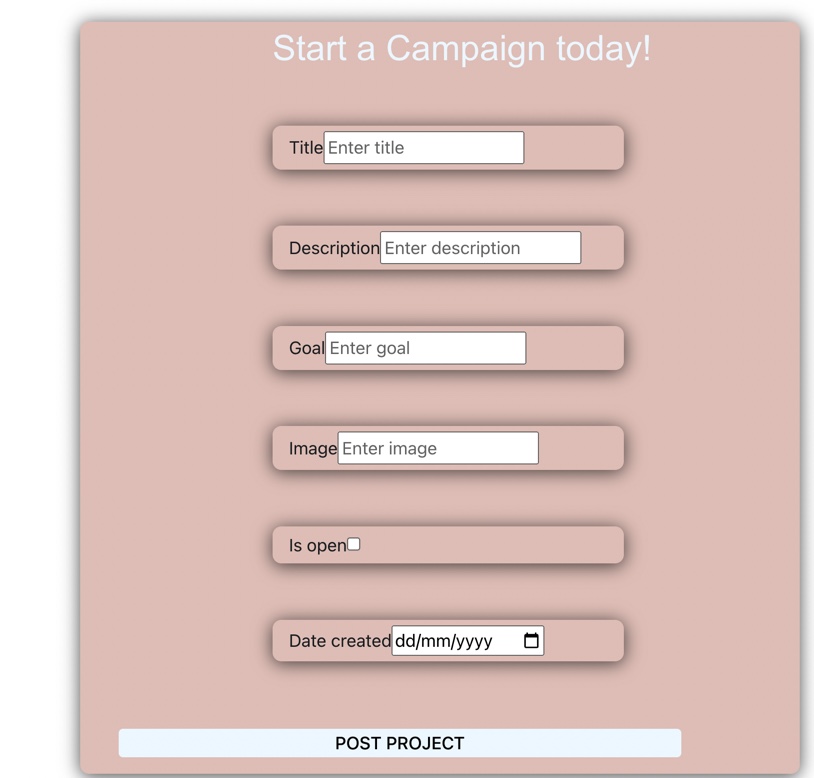 Start a Campaign today!
Title Enter title
Description Enter description
Goal Enter goal
Image Enter image
Is open
Date created dd/mm/yyyy
POST PROJECT